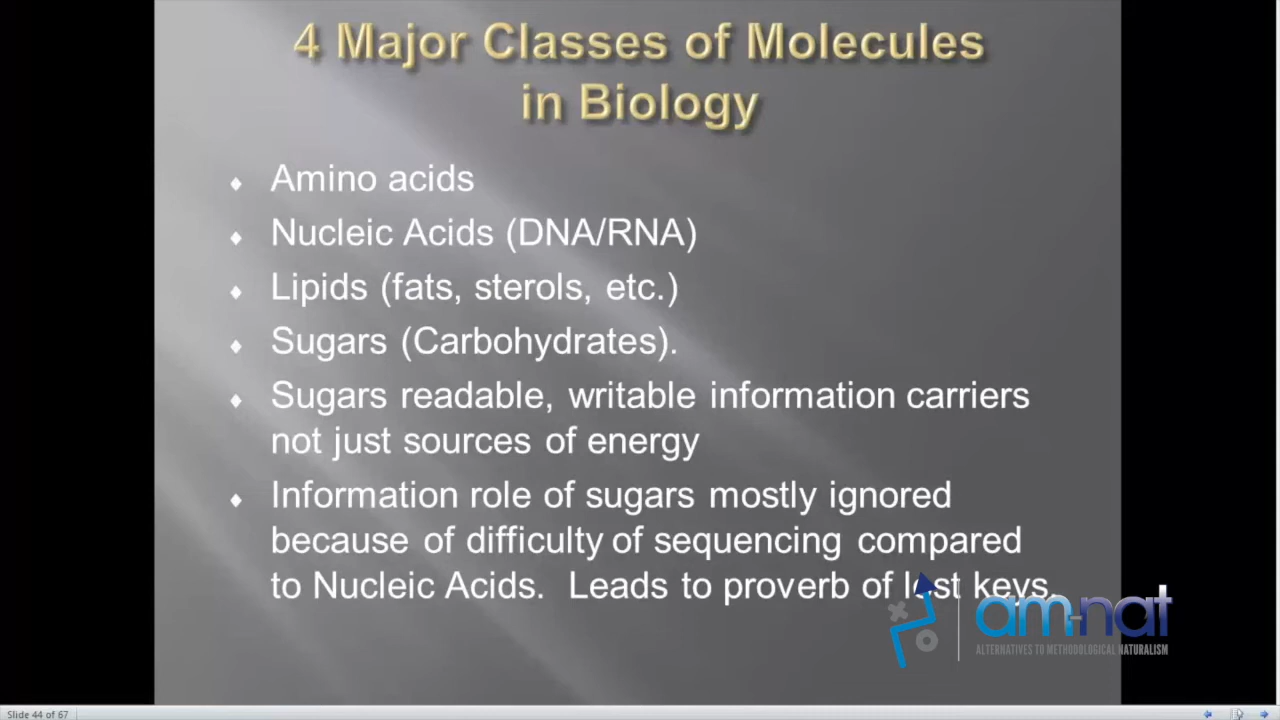 4 Major Classes of Molecules
in Biology
Amino acids
Nucleic Acids (DNA/RNA)
Lipids (fats, sterols, etc.)
Sugars (Carbohydrates).
Sugars readable, writable information carriers
not just sources of energy
Information role of sugars mostly ignored
because of difficulty of sequencing compared
to Nucleic Acids. Leads to proverb of lost keys.
am-nat
ALTERNATIVES TO METHODOLOGICAL NATURALISM
Slide 44 of 67